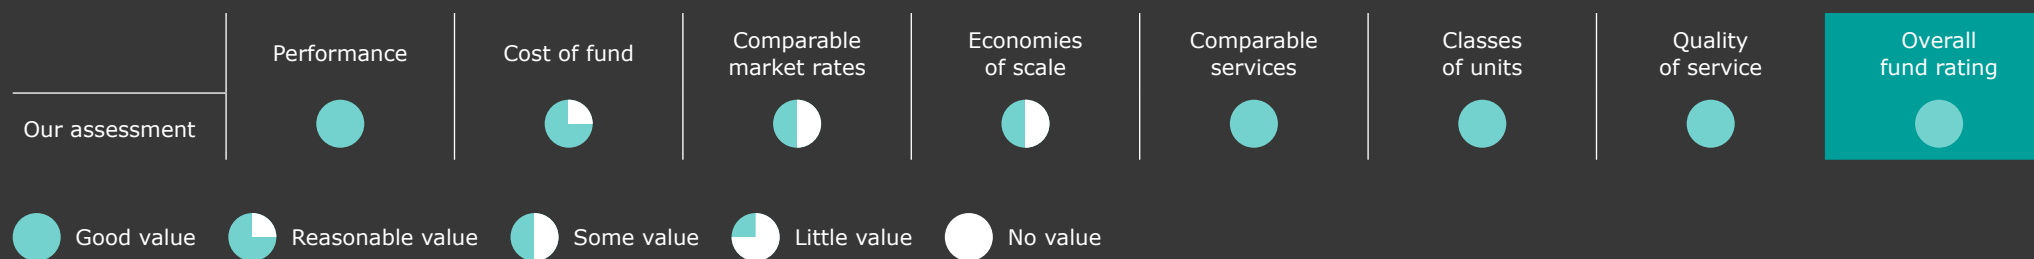 Performance
Cost of fund
Comparable
market rates
Economies
of scale
Comparable
services
Classes
of units
Quality
of service
Overall
fund rating
Our assessment
Good value
Reasonable value
Some value
Little value
No value